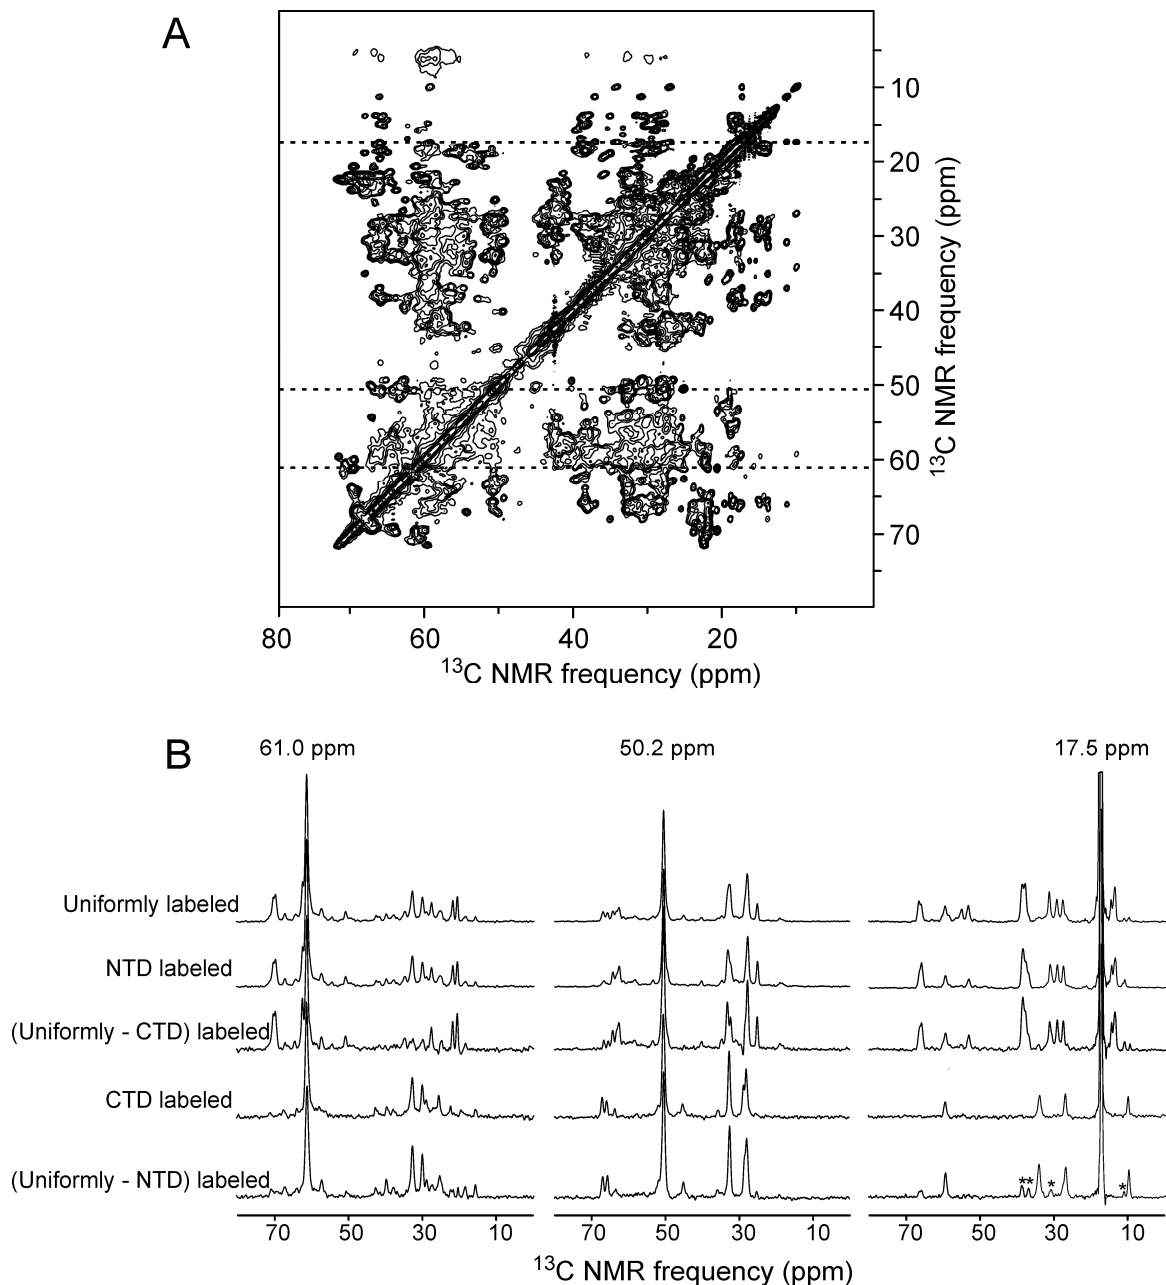 A
10
20
30
40
50
60
70
¹³C NMR frequency (ppm)
80 60 40 20
¹³C NMR frequency (ppm)
B
61.0 ppm 50.2 ppm 17.5 ppm
Uniformly labeled
NTD labeled
(Uniformly - CTD) labeled
CTD labeled
(Uniformly - NTD) labeled
** * *
70 50 30 10 70 50 30 10 70 50 30 10
¹³C NMR frequency (ppm)